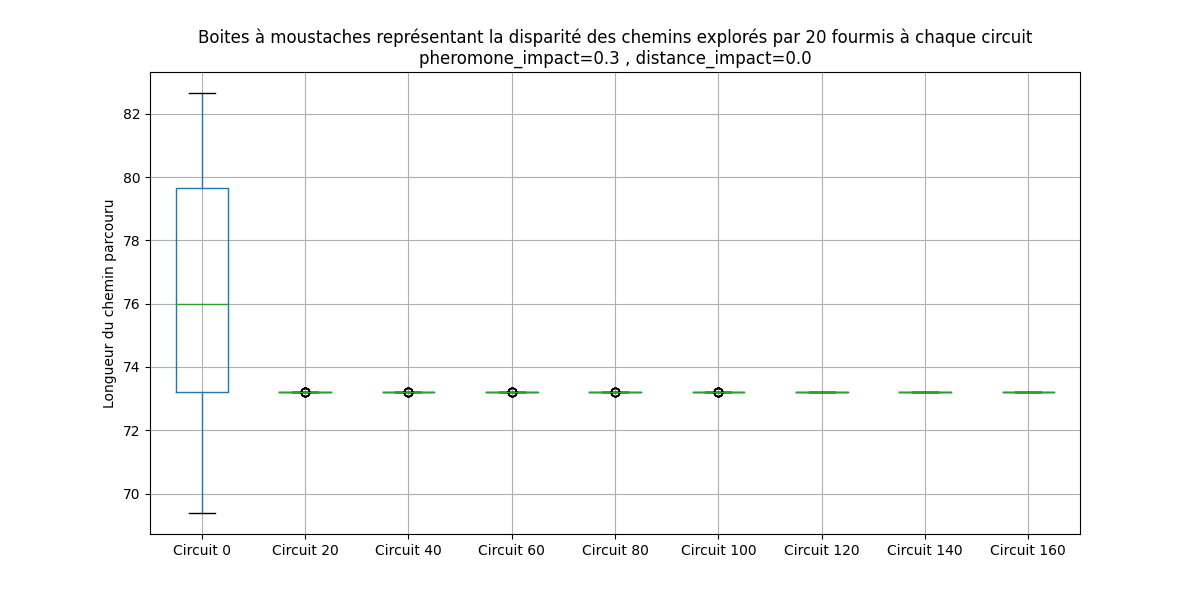 Boites à moustaches représentant la disparité des chemins explorés par 20 fourmis à chaque circuit
pheromone_impact=0.3 , distance_impact=0.0
Longueur du chemin parcouru
82
80
78
76
74
72
70
Circuit 0
Circuit 20
Circuit 40
Circuit 60
Circuit 80
Circuit 100
Circuit 120
Circuit 140
Circuit 160